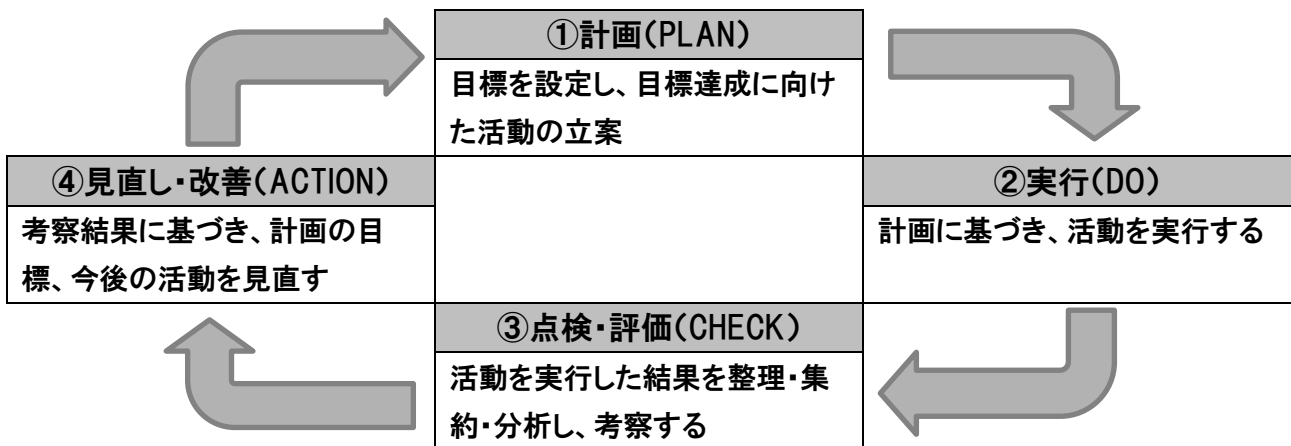 ①計画(PLAN)
目標を設定し、目標達成に向け
た活動の立案
④見直し・改善(ACTION)
考察結果に基づき、計画の目
標、今後の活動を見直す
②実行(DO)
計画に基づき、活動を実行する
③点検・評価(CHECK)
活動を実行した結果を整理・集
約・分析し、考察する